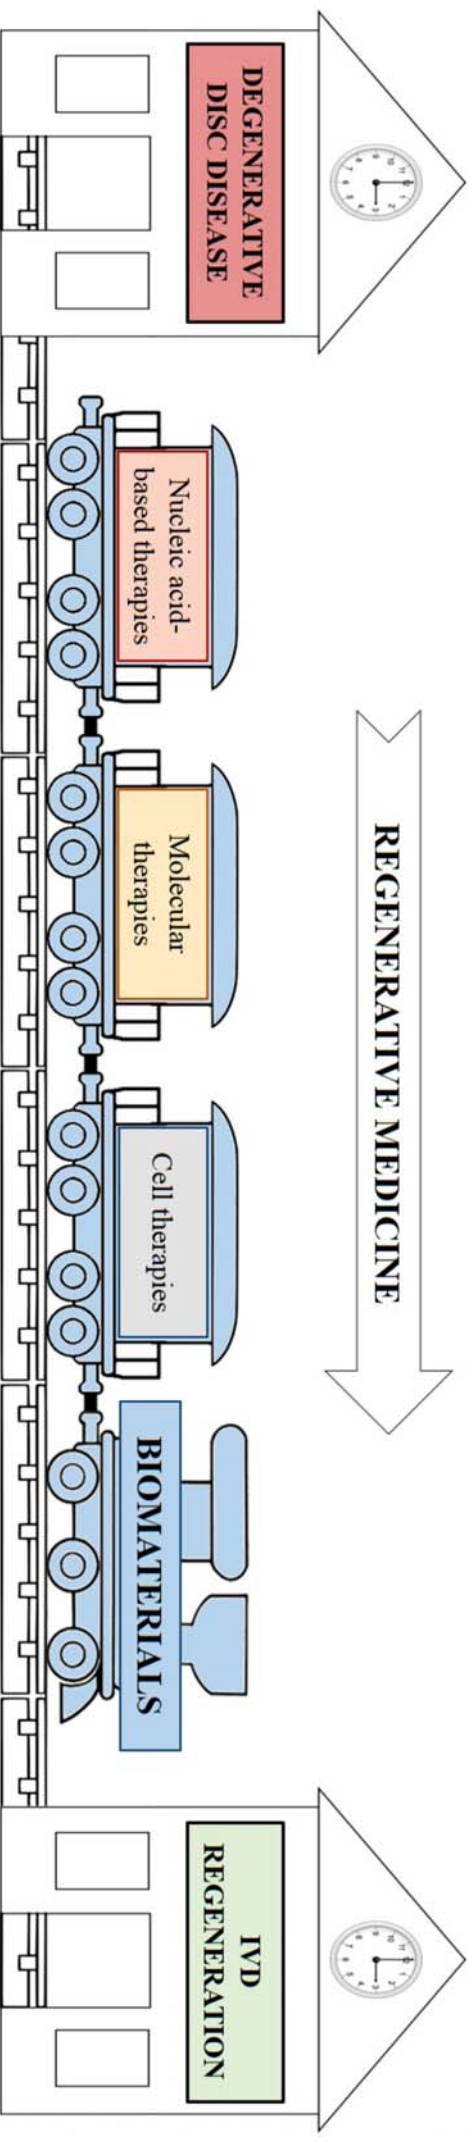 REGENERATIVE MEDICINE
DEGENERATIVE
DISC DISEASE
Nucleic acid-
based therapies
Molecular
therapies
Cell therapies
BIOMATERIALS
IVD
REGENERATION